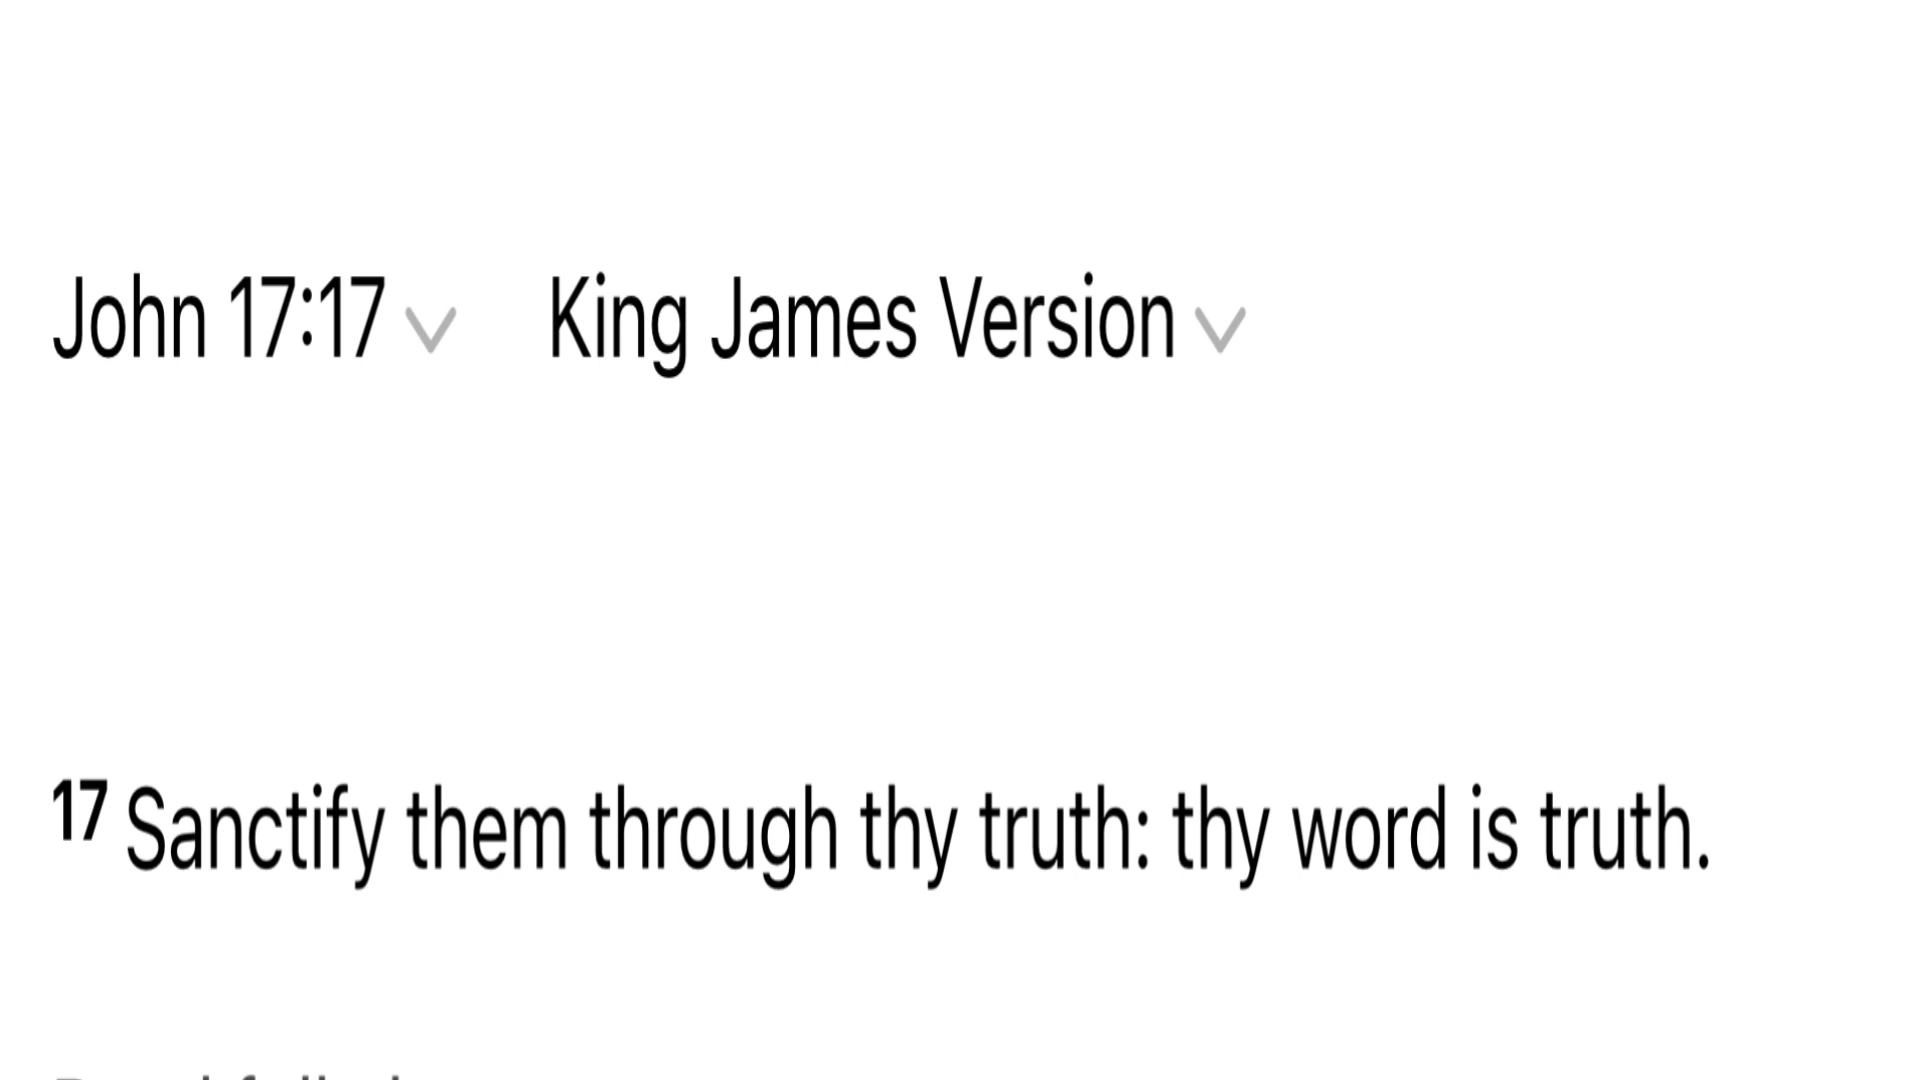 John 17:17 King James Version
17 Sanctify them through thy truth: thy word is truth.